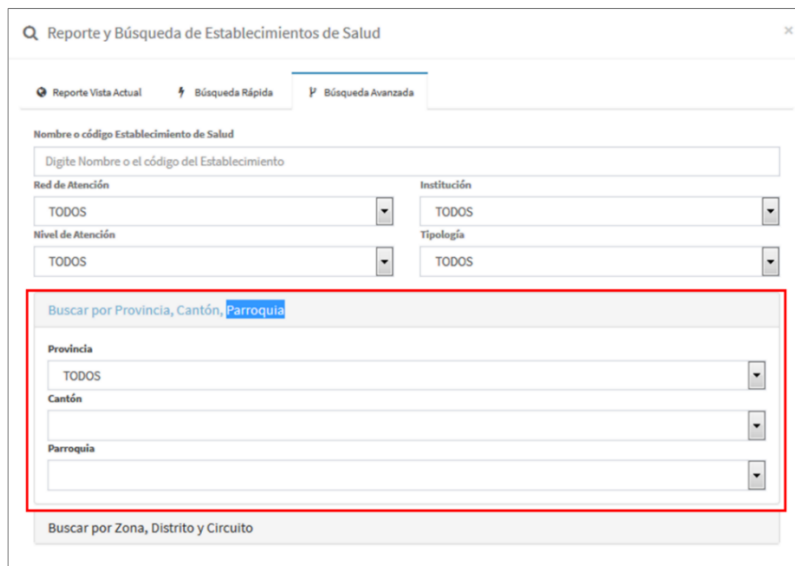 Reporte y Búsqueda de Establecimientos de Salud ×
Reporte Vista Actual Búsqueda Rápida Búsqueda Avanzada
Nombre o código Establecimiento de Salud
Digite Nombre o el código del Establecimiento
Red de Atención Institución
TODOS TODOS
Nivel de Atención Tipología
TODOS TODOS
Buscar por Provincia, Cantón, Parroquia
Provincia
TODOS
Cantón
Parroquia
Buscar por Zona, Distrito y Circuito